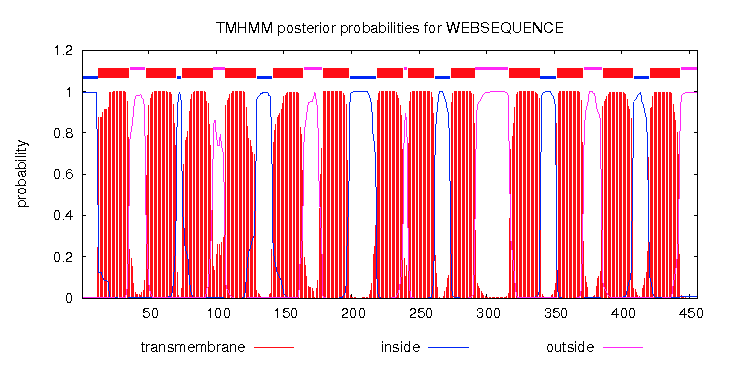 TMHMM posterior probabilities for WEBSEQUENCE
1.2
1
0.8
0.6
0.4
0.2
0
probability
50 100 150 200 250 300 350 400 450
transmembrane inside outside